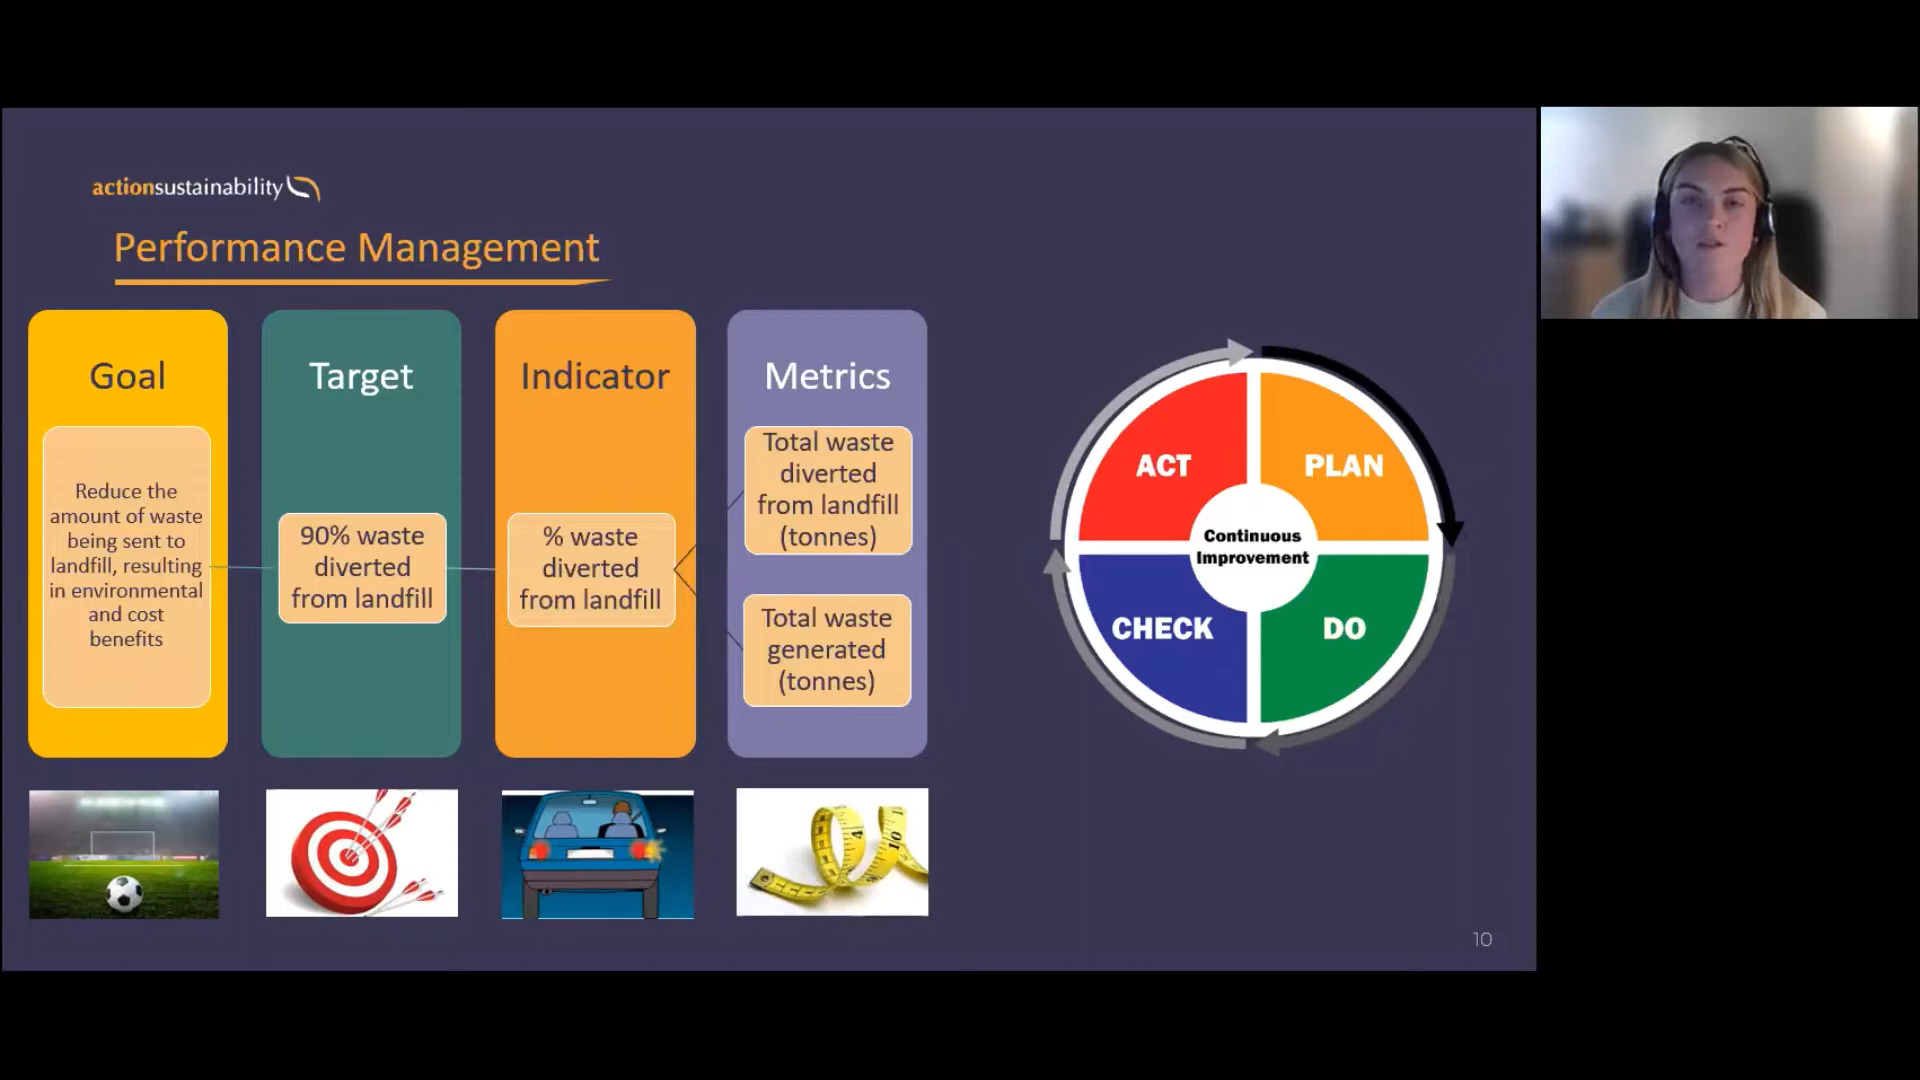 actionsustainability
Performance Management
Goal
Reduce the
amount of waste
being sent to
landfill, resulting
in environmental
and cost
benefits
Target
90% waste
diverted
from landfill
Indicator
% waste
diverted
from landfill
Metrics
Total waste
diverted
from landfill
(tonnes)
Total waste
generated
(tonnes)
ACT
PLAN
Continuous
Improvement
CHECK
DO
4
10
10